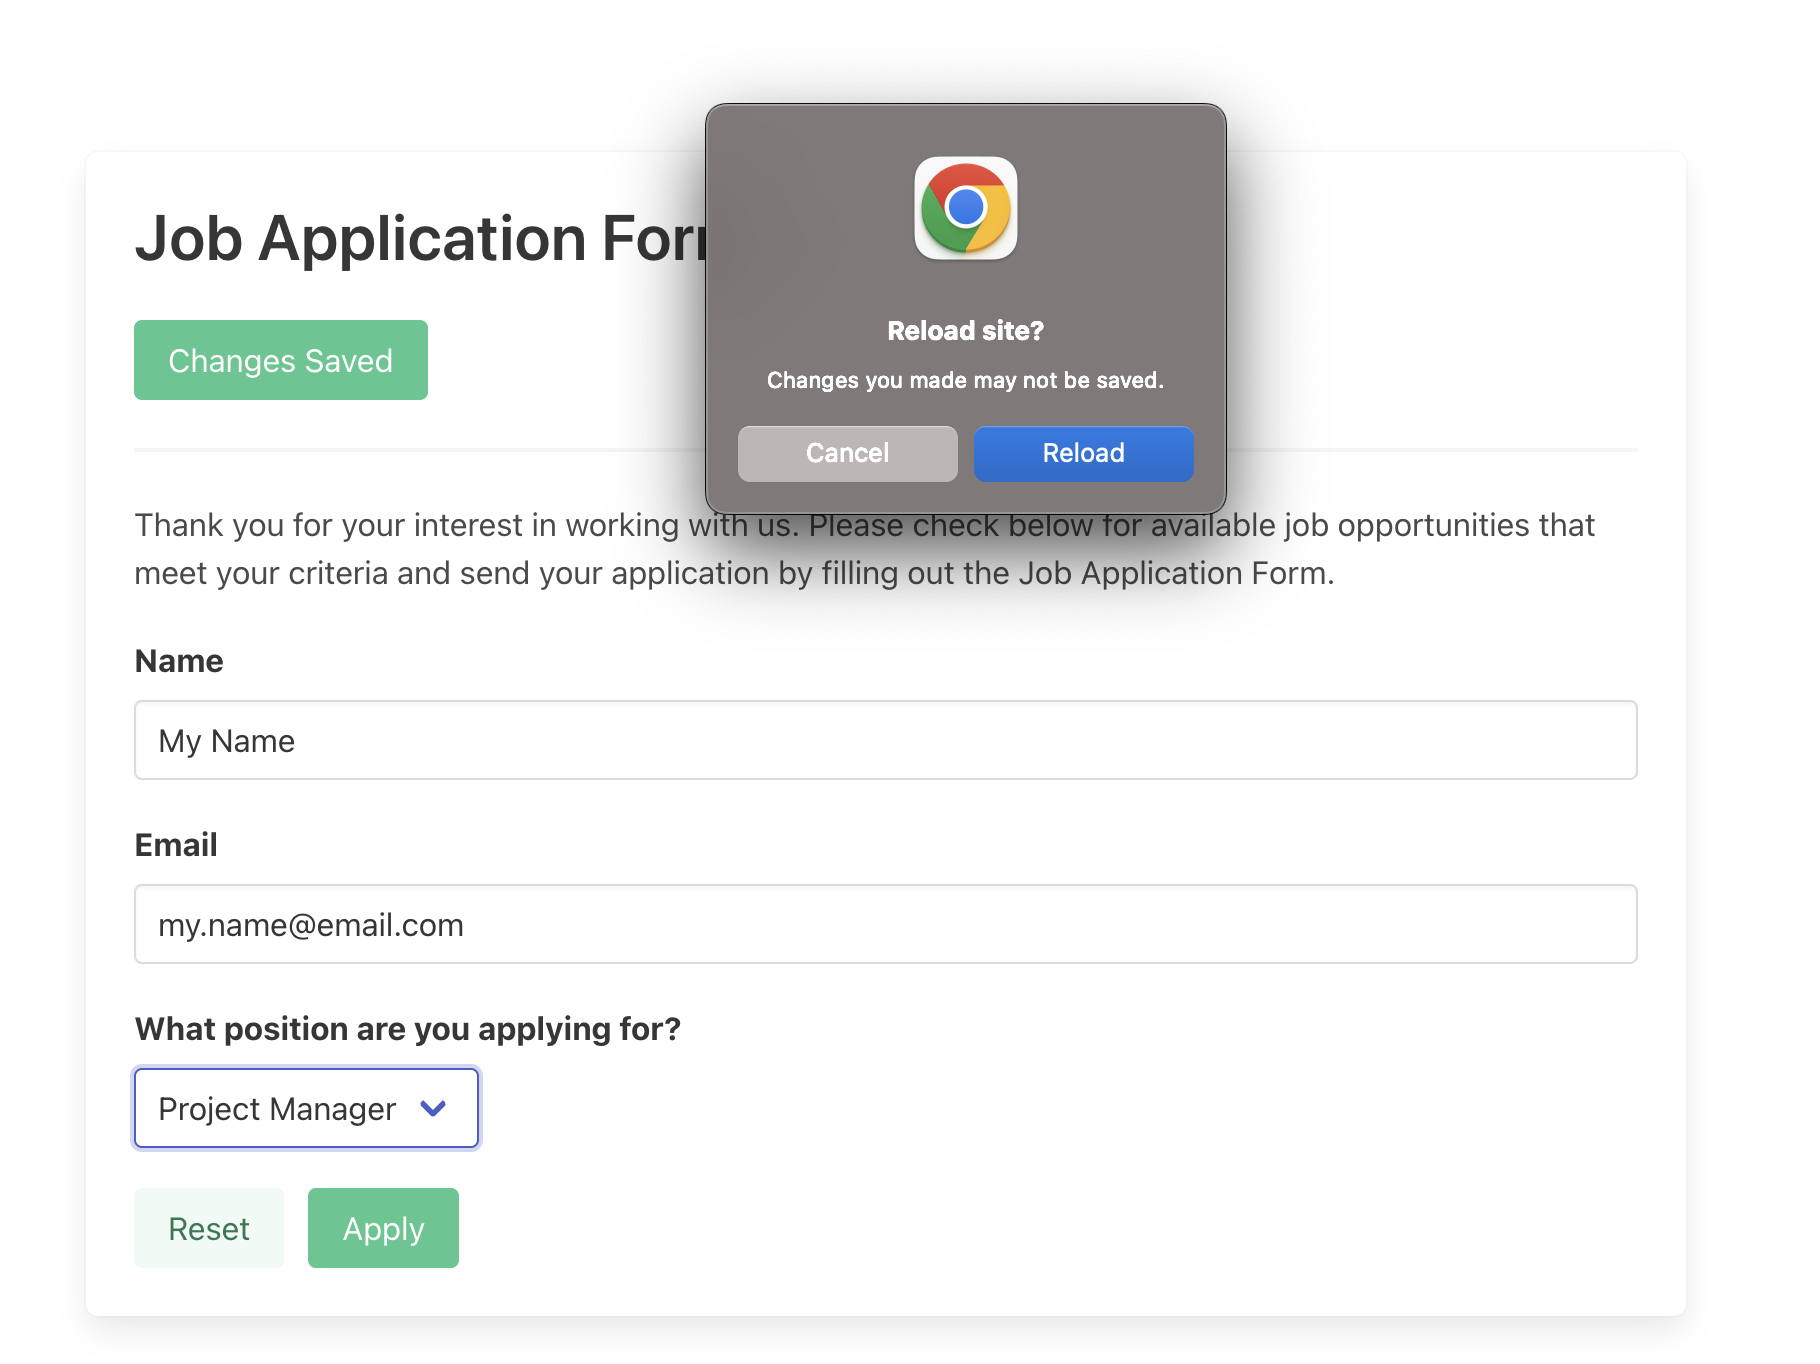 Reload site?
Changes you made may not be saved.
Cancel
Reload
Job Application For
Changes Saved
Thank you for your interest in working with us. Please check below for available job opportunities that
meet your criteria and send your application by filling out the Job Application Form.
Name
My Name
Email
my.name@email.com
What position are you applying for?
Project Manager
Reset
Apply